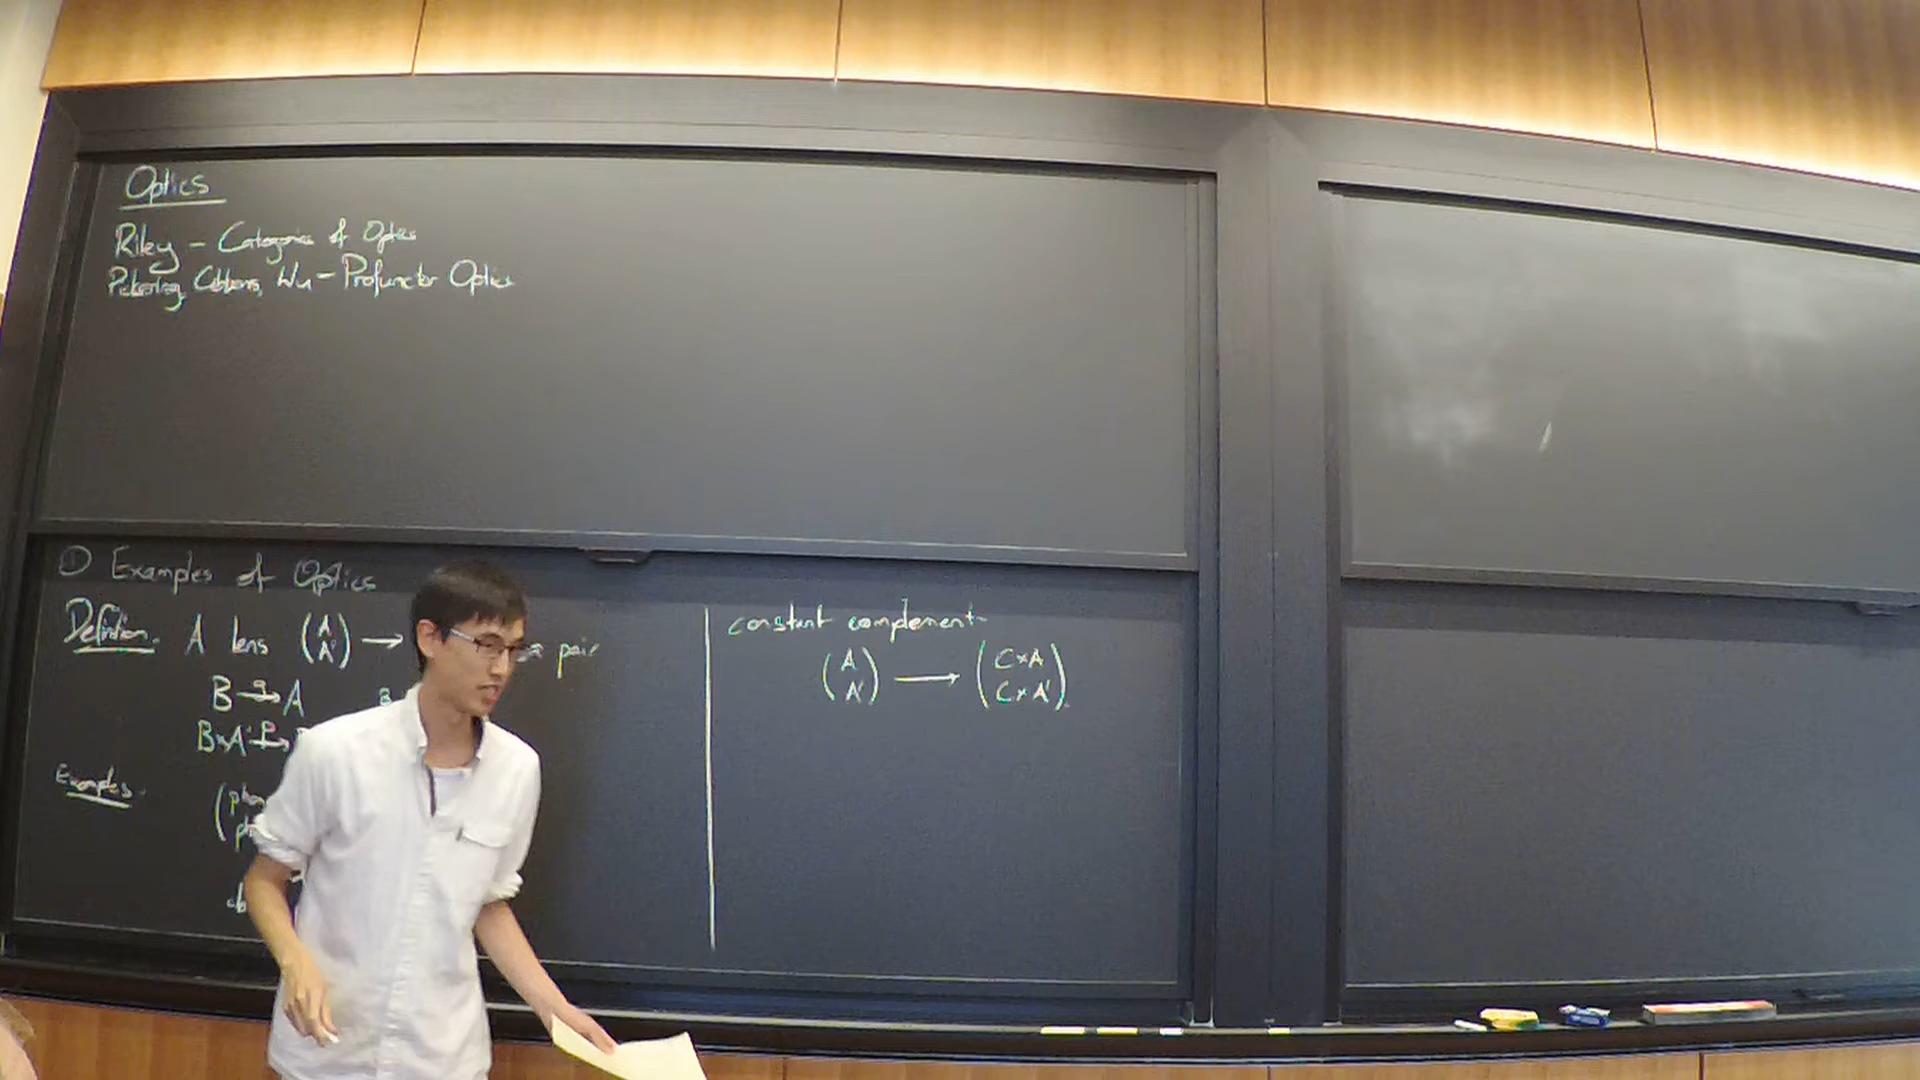 Optics
Riley - Categories of Optics
Pickering, Gibbons, Wu - Profunctor Optics
① Examples of Optics
Definition. A lens (A A') → a pair
B g→ A
B×A' p→
Examples.
constant complement
(A A') → (C×A C×A')